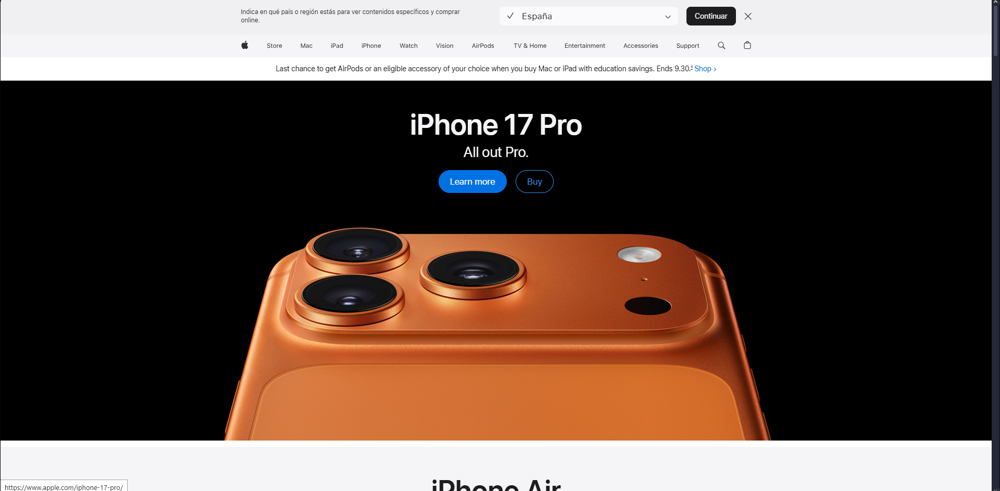 Indica en qué país o región estás para ver contenidos específicos y comprar
online.
España
Continuar
Store Mac iPad iPhone Watch Vision AirPods TV & Home Entertainment Accessories Support
Last chance to get AirPods or an eligible accessory of your choice when you buy Mac or iPad with education savings. Ends 9.30.¹ Shop >
iPhone 17 Pro
All out Pro.
Learn more Buy
iPhone Air
https://www.apple.com/iphone-17-pro/